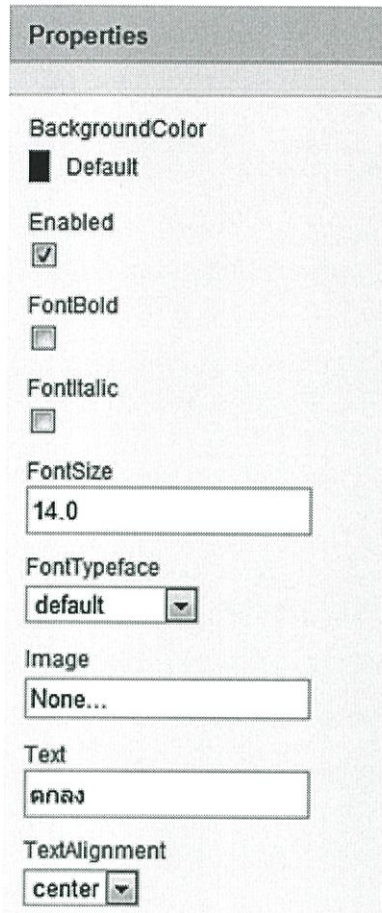 Properties
BackgroundColor
Default
Enabled
FontBold
FontItalic
FontSize
14.0
FontTypeface
default
Image
None...
Text
ตกลง
TextAlignment
center